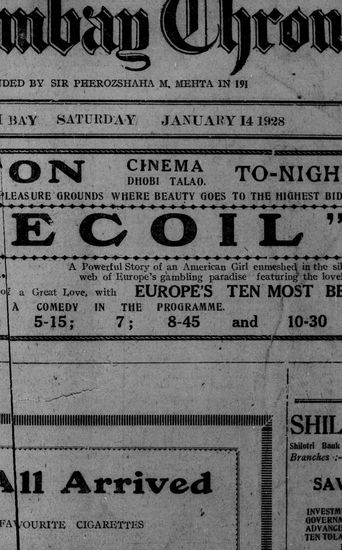 mbay Chron
NDED BY SIR PHEROZSHAHA M. MEHTA IN 191
BAY SATURDAY JANUARY 14 1928
ON CINEMA DHOBI TALAO. TO-NIGH
PLEASURE GROUNDS WHERE BEAUTY GOES TO THE HIGHEST BID
ECOIL"
A Powerful Story of an American Girl enmeshed in the sil
web of Europe's gambling paradise featuring the love
of a Great Love, with EUROPE'S TEN MOST BE
A COMEDY IN THE PROGRAMME.
5-15; 7; 8-45 and 10-30
All Arrived
FAVOURITE CIGARETTES
SHIL
Shilotri Bank
Branches :-
SAV
INVESTM
GOVERN
ADVANCE
TEN TOLA